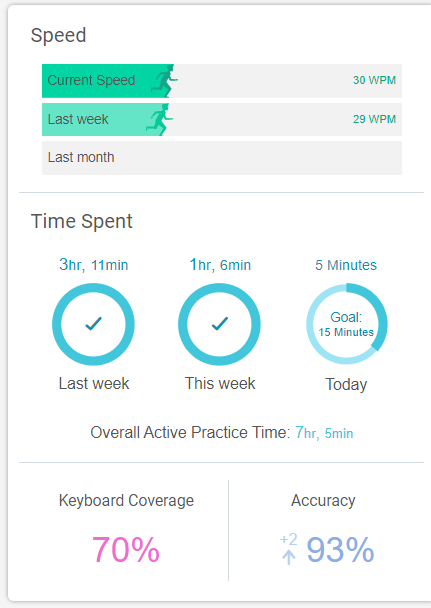 Speed
Current Speed 30 WPM
Last week 29 WPM
Last month
Time Spent
3hr, 11min 1hr, 6min 5 Minutes
Goal:
15 Minutes
Last week This week Today
Overall Active Practice Time: 7hr, 5min
Keyboard Coverage Accuracy
70% +2 93%